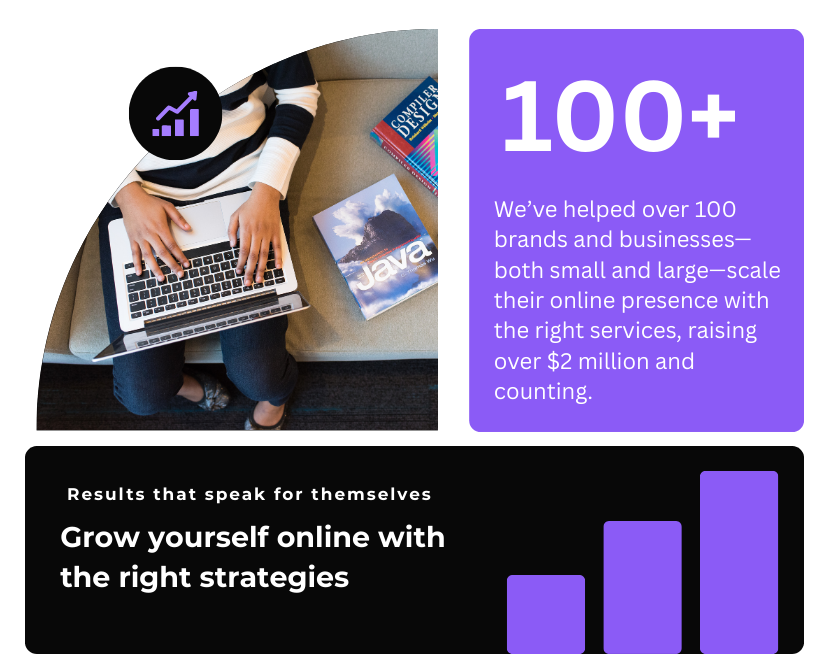 COMPILER
DESIGN
Java
100+
We’ve helped over 100
brands and businesses—
both small and large—scale
their online presence with
the right services, raising
over $2 million and
counting.
Results that speak for themselves
Grow yourself online with
the right strategies